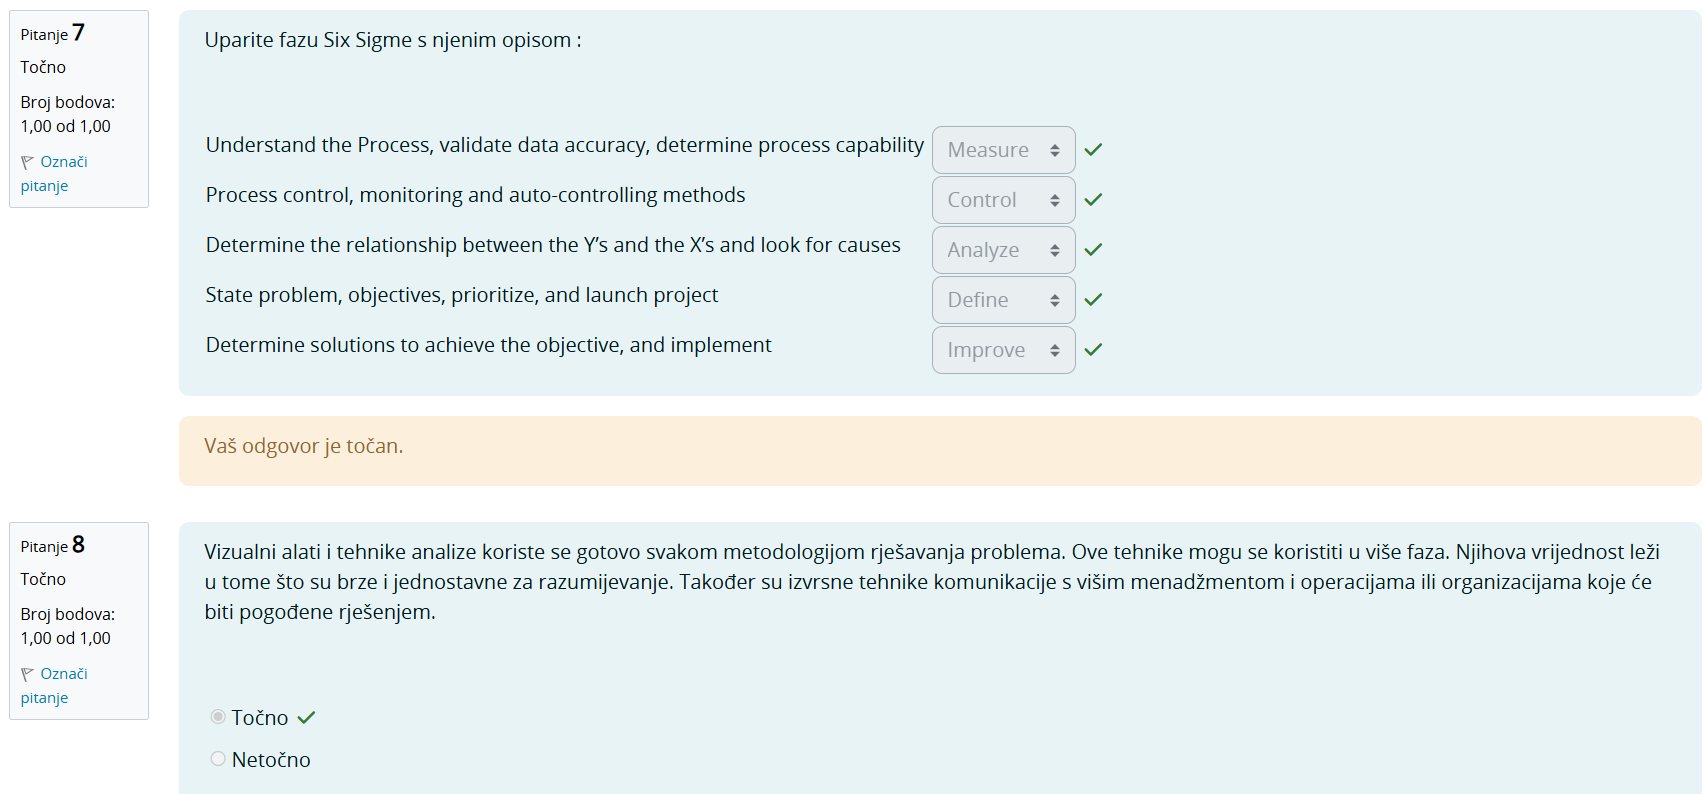 Pitanje 7
Točno
Broj bodova:
1,00 od 1,00
Označi
pitanje
Uparite fazu Six Sigme s njenim opisom :
Understand the Process, validate data accuracy, determine process capability Measure
Process control, monitoring and auto-controlling methods Control
Determine the relationship between the Y’s and the X’s and look for causes Analyze
State problem, objectives, prioritize, and launch project Define
Determine solutions to achieve the objective, and implement Improve
Vaš odgovor je točan.
Pitanje 8
Točno
Broj bodova:
1,00 od 1,00
Označi
pitanje
Vizualni alati i tehnike analize koriste se gotovo svakom metodologijom rješavanja problema. Ove tehnike mogu se koristiti u više faza. Njihova vrijednost leži
u tome što su brze i jednostavne za razumijevanje. Također su izvrsne tehnike komunikacije s višim menadžmentom i operacijama ili organizacijama koje će
biti pogođene rješenjem.
Točno
Netočno